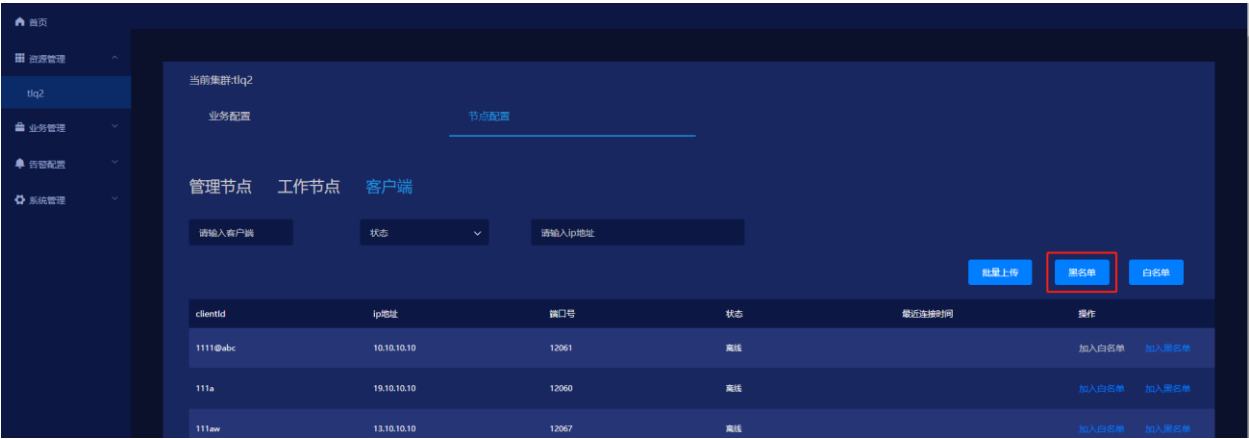 首页
资源管理
tlq2
业务管理
告警配置
系统管理
当前集群:tlq2
业务配置 节点配置
管理节点 工作节点 客户端
请输入客户端 状态 请输入ip地址
批量上传 黑名单 白名单
clientId ip地址 端口号 状态 最近连接时间 操作
1111@abc 10.10.10.10 12061 离线 加入白名单 加入黑名单
111a 19.10.10.10 12060 离线 加入白名单 加入黑名单
111aw 13.10.10.10 12067 离线 加入白名单 加入黑名单